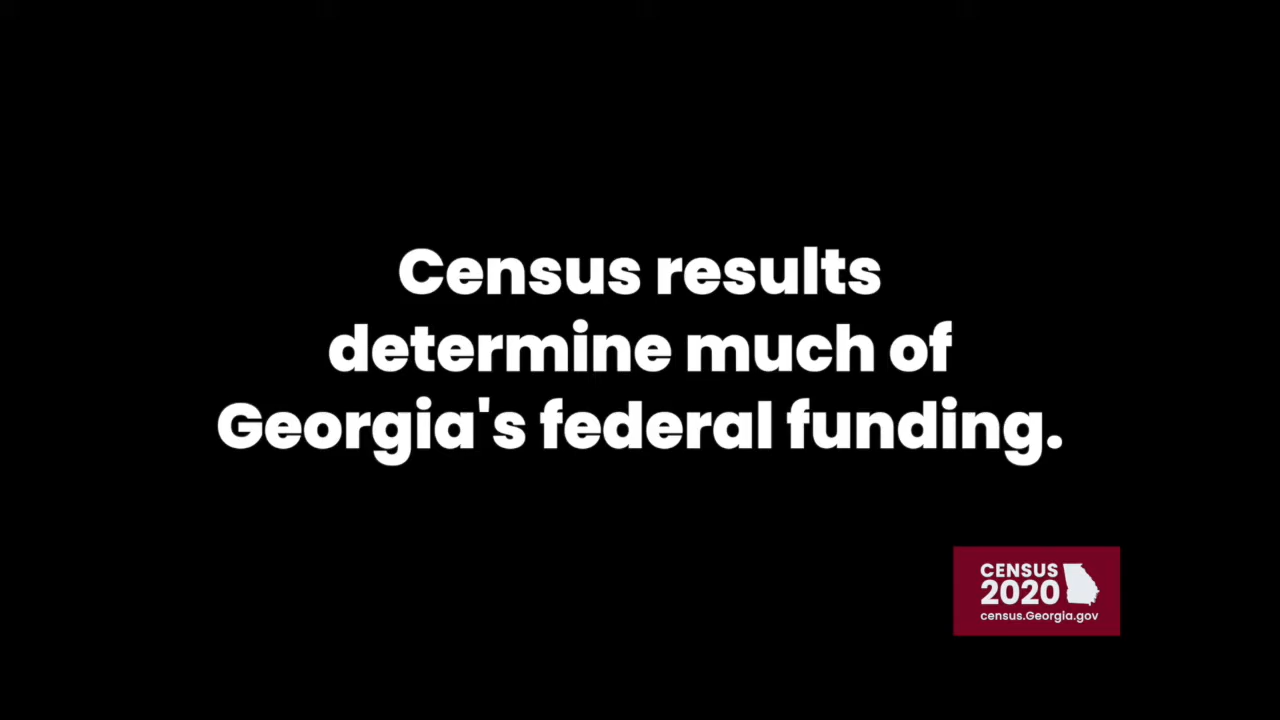 Census results
determine much of
Georgia's federal funding.
CENSUS
2020
census.Georgia.gov